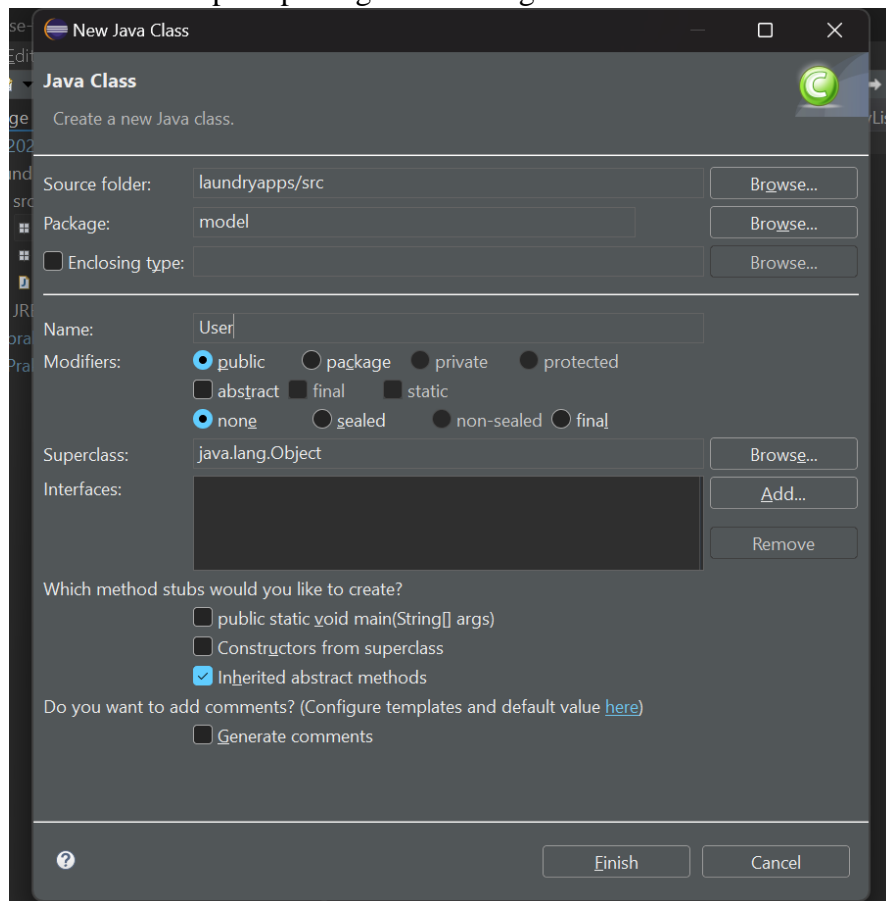 New Java Class
Java Class
Create a new Java class.
Source folder: laundryapps/src Browse...
Package: model Browse...
Enclosing type: Browse...
Name: User
Modifiers: public package private protected
abstract final static
none sealed non-sealed final
Superclass: java.lang.Object Browse...
Interfaces: Add...
Remove
Which method stubs would you like to create?
public static void main(String[] args)
Constructors from superclass
Inherited abstract methods
Do you want to add comments? (Configure templates and default value here)
Generate comments
Finish Cancel